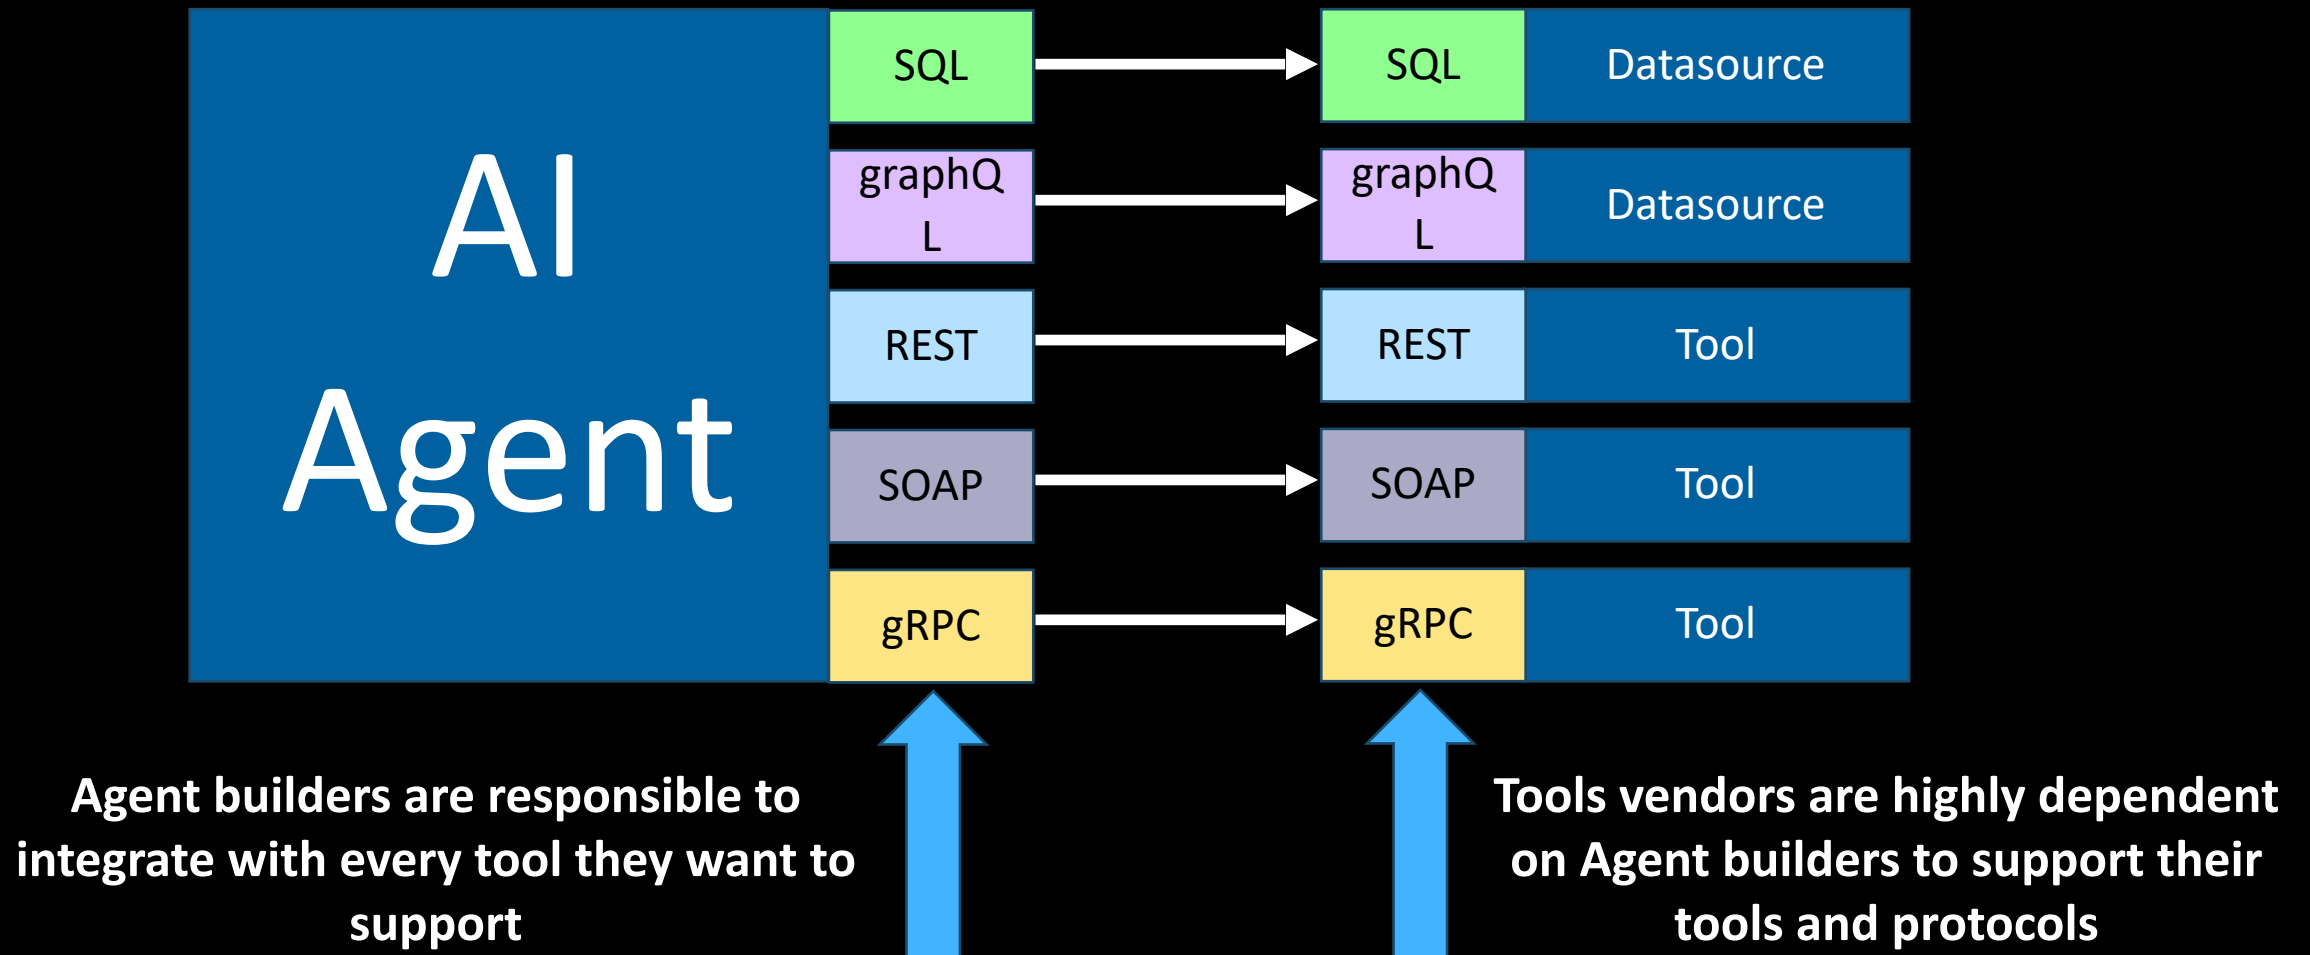 AI
Agent
SQL
SQL
Datasource
graphQ
L
graphQ
L
Datasource
REST
REST
Tool
SOAP
SOAP
Tool
gRPC
gRPC
Tool
Agent builders are responsible to
integrate with every tool they want to
support
Tools vendors are highly dependent
on Agent builders to support their
tools and protocols